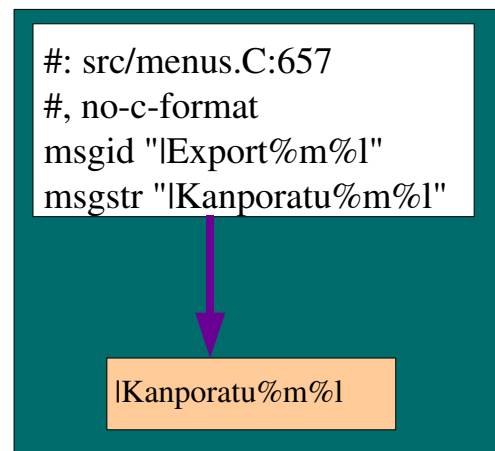 #: src/menus.C:657
#, no-c-format
msgid "|Export%m%l"
msgstr "|Kanporatu%m%l"
|Kanporatu%m%l